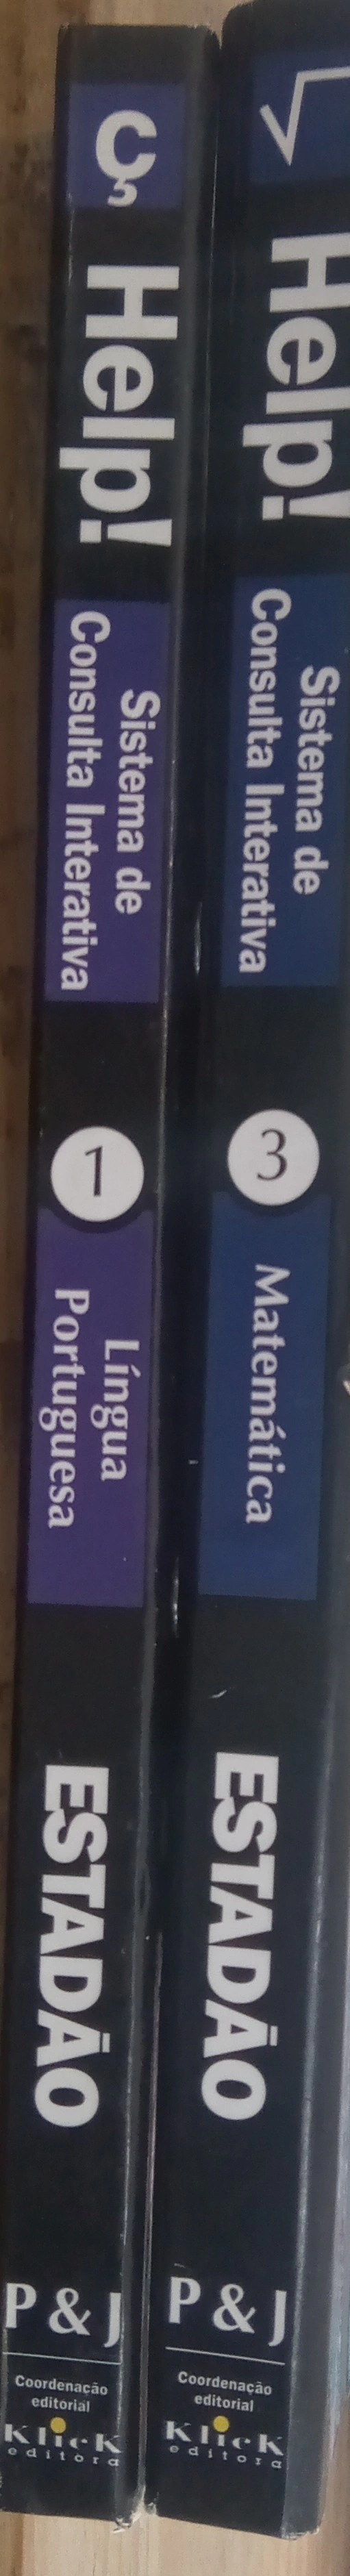 Ç
Help!
Sistema de
Consulta Interativa
1
Língua
Portuguesa
ESTADÃO
P & J
Coordenação
editorial
Klick
editora
√
Help!
Sistema de
Consulta Interativa
3
Matemática
ESTADÃO
P & J
Coordenação
editorial
Klick
editora